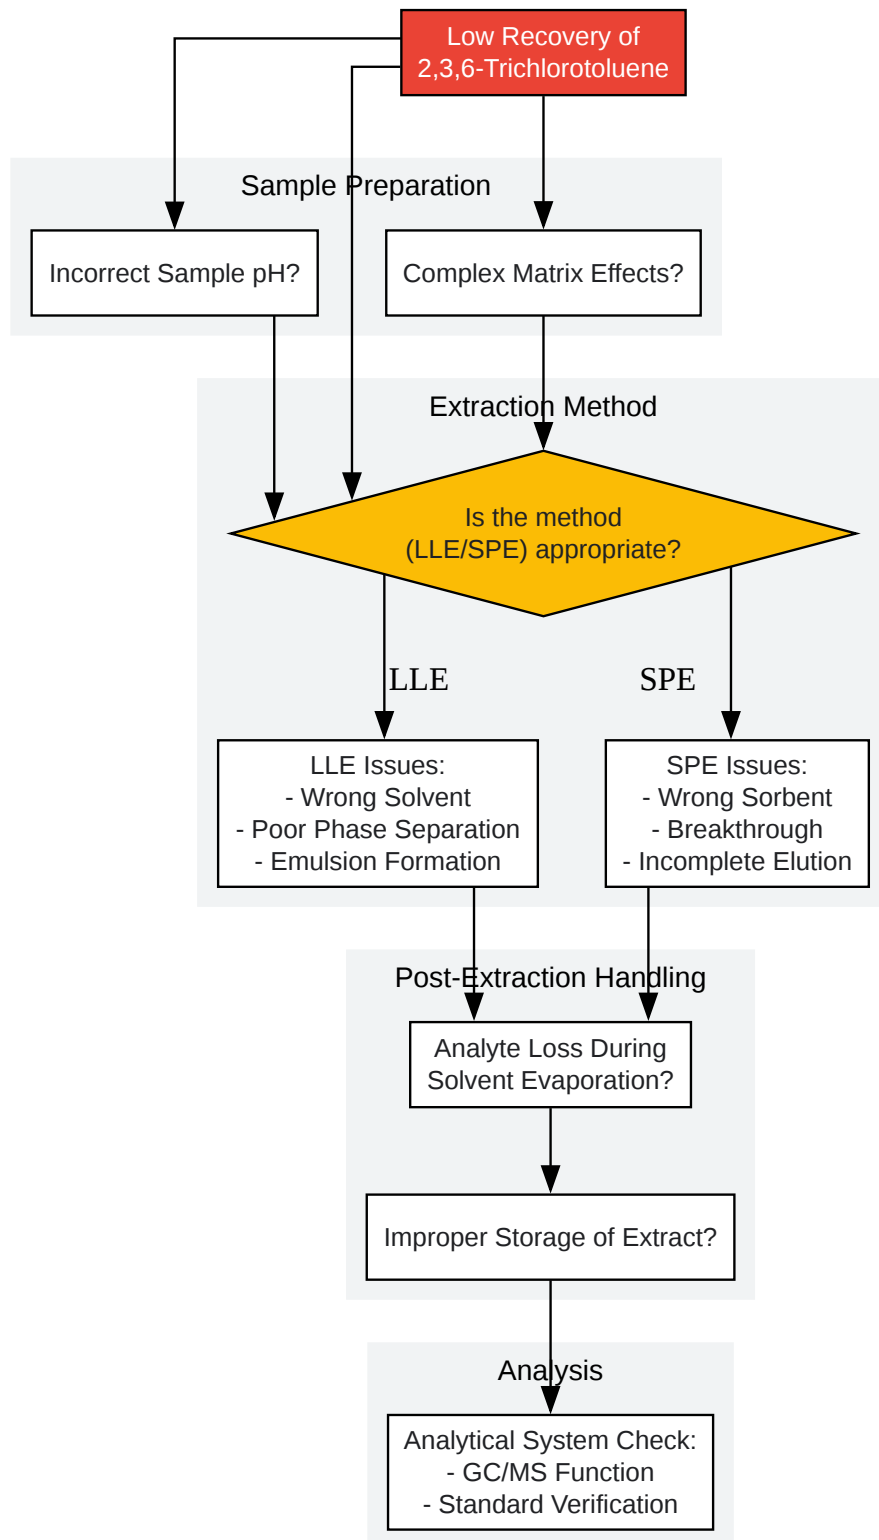 Low Recovery of
2,3,6-Trichlorotoluene
Sample Preparation
Incorrect Sample pH?
Complex Matrix Effects?
Extraction Method
Is the method
(LLE/SPE) appropriate?
LLE
SPE
LLE Issues:
- Wrong Solvent
- Poor Phase Separation
- Emulsion Formation
SPE Issues:
- Wrong Sorbent
- Breakthrough
- Incomplete Elution
Post-Extraction Handling
Analyte Loss During
Solvent Evaporation?
Improper Storage of Extract?
Analysis
Analytical System Check:
- GC/MS Function
- Standard Verification